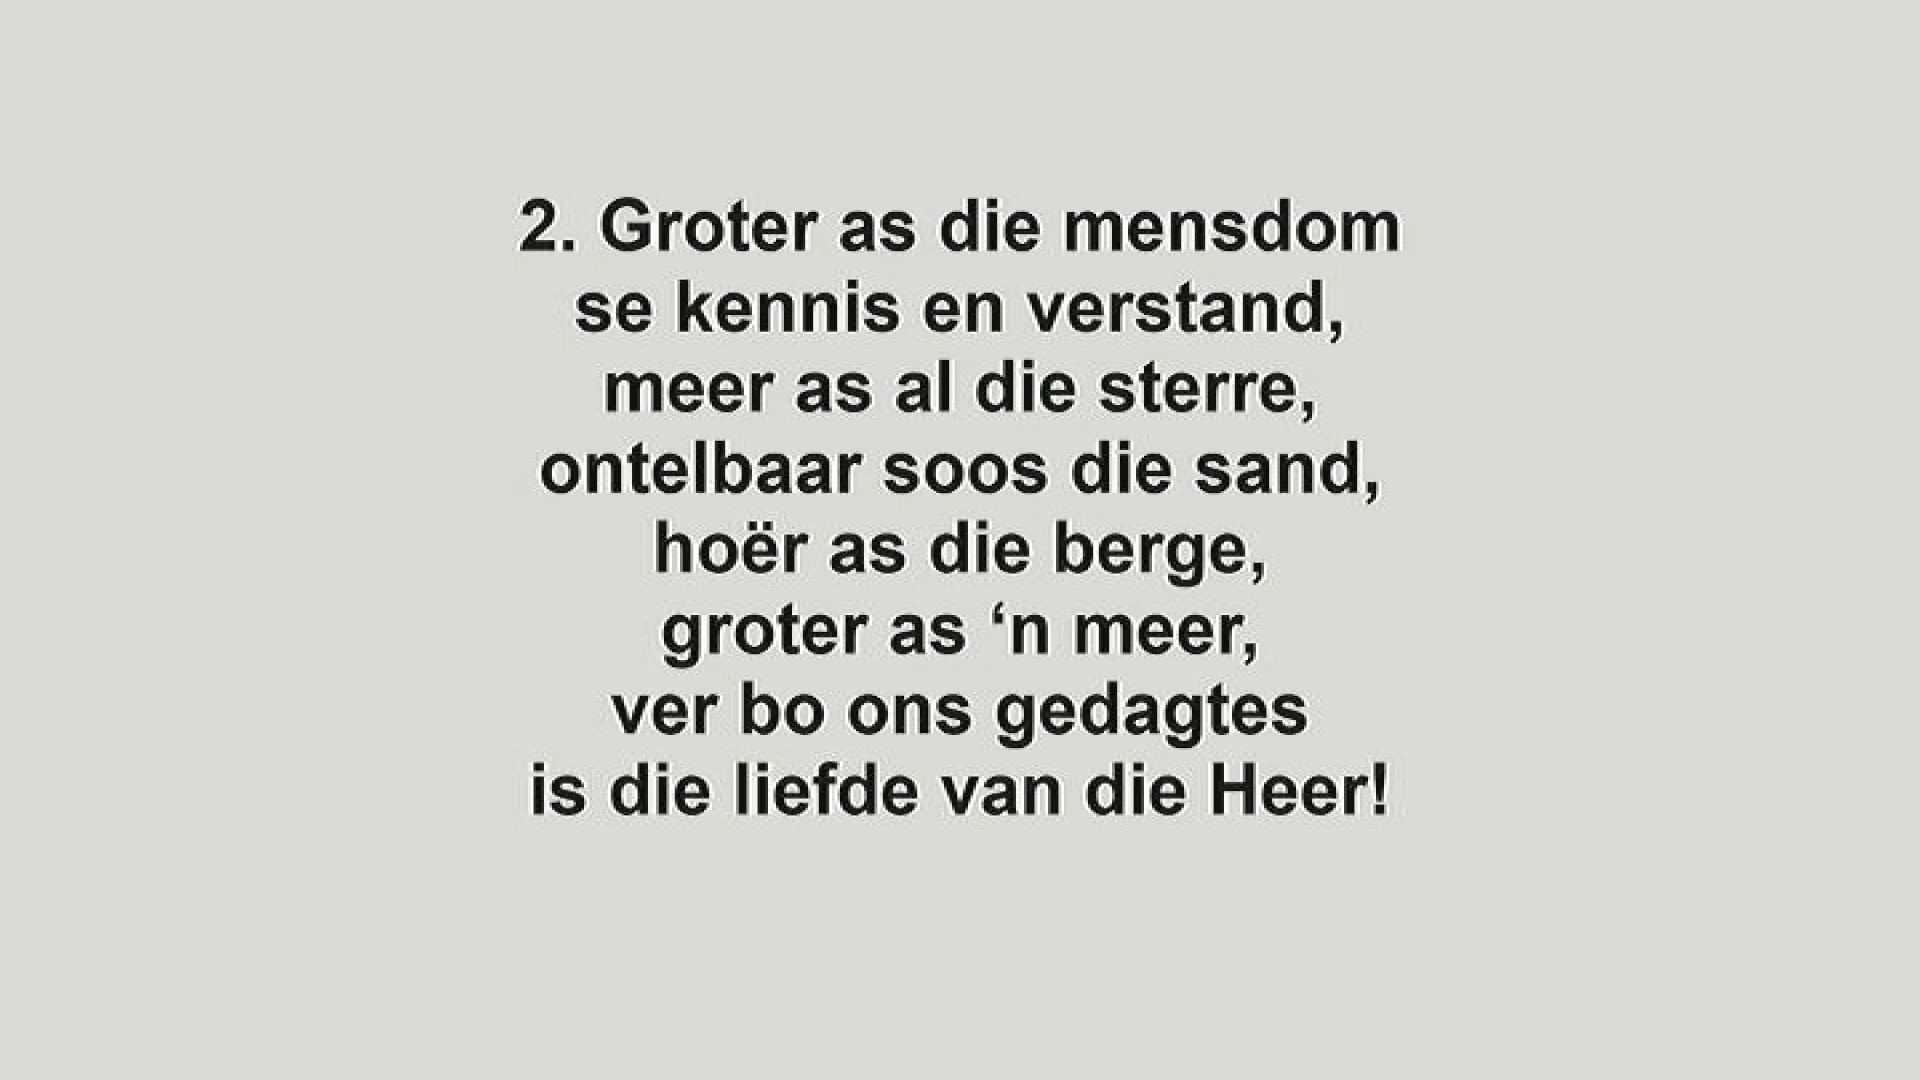 2. Groter as die mensdom
se kennis en verstand,
meer as al die sterre,
ontelbaar soos die sand,
hoër as die berge,
groter as ‘n meer,
ver bo ons gedagtes
is die liefde van die Heer!